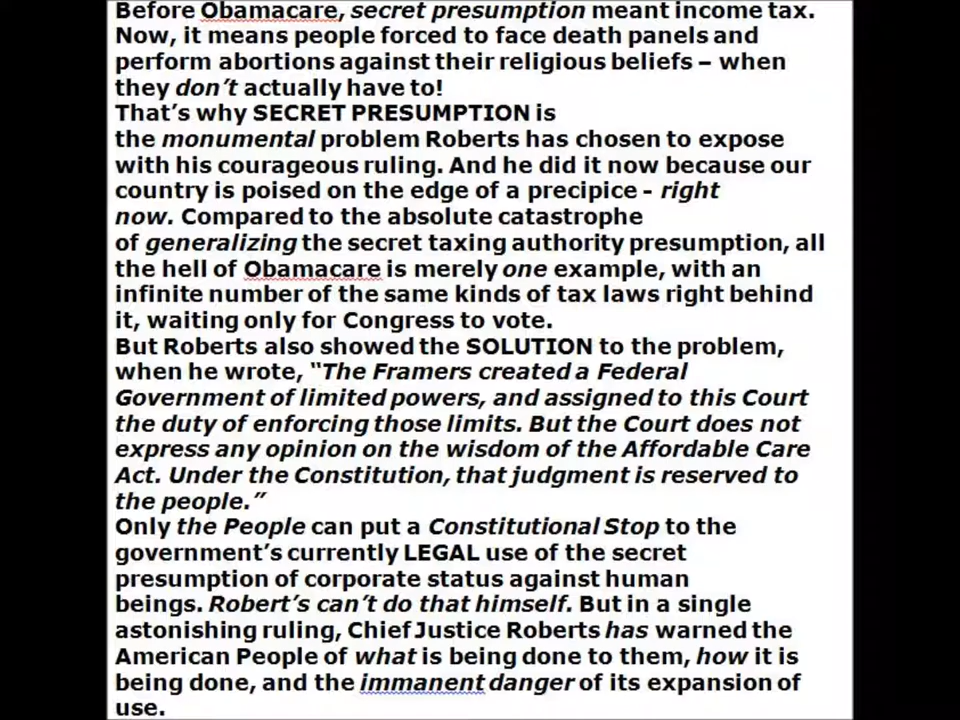 Before Obamacare, secret presumption meant income tax.
Now, it means people forced to face death panels and
perform abortions against their religious beliefs – when
they don’t actually have to!
That’s why SECRET PRESUMPTION is
the monumental problem Roberts has chosen to expose
with his courageous ruling. And he did it now because our
country is poised on the edge of a precipice - right
now. Compared to the absolute catastrophe
of generalizing the secret taxing authority presumption, all
the hell of Obamacare is merely one example, with an
infinite number of the same kinds of tax laws right behind
it, waiting only for Congress to vote.
But Roberts also showed the SOLUTION to the problem,
when he wrote, “The Framers created a Federal
Government of limited powers, and assigned to this Court
the duty of enforcing those limits. But the Court does not
express any opinion on the wisdom of the Affordable Care
Act. Under the Constitution, that judgment is reserved to
the people.”
Only the People can put a Constitutional Stop to the
government’s currently LEGAL use of the secret
presumption of corporate status against human
beings. Robert’s can’t do that himself. But in a single
astonishing ruling, Chief Justice Roberts has warned the
American People of what is being done to them, how it is
being done, and the immanent danger of its expansion of
use.